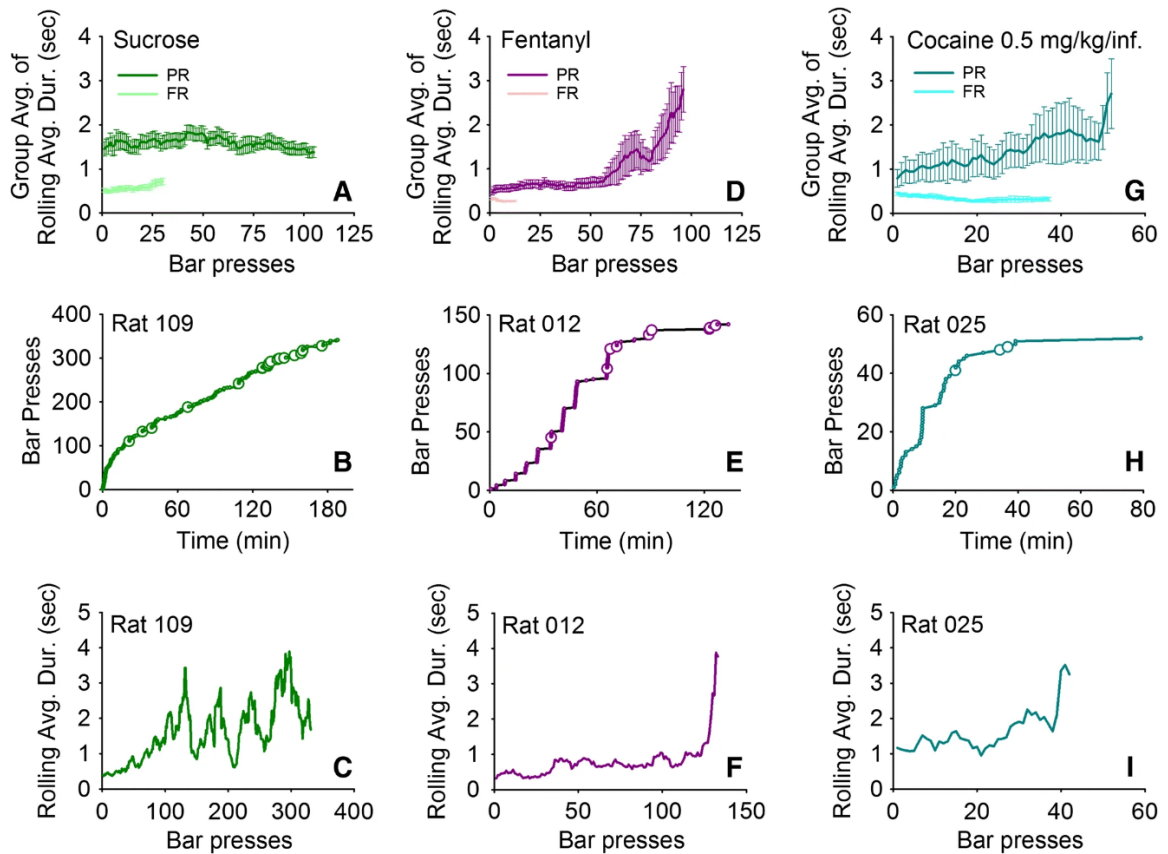 Group Avg. of
Rolling Avg. Dur. (sec)
4
3
2
1
0
Sucrose
PR
FR
A
0 25 50 75 100 125
Bar presses
Group Avg. of
Rolling Avg. Dur. (sec)
4
3
2
1
0
Fentanyl
PR
FR
D
0 25 50 75 100 125
Bar presses
Group Avg. of
Rolling Avg. Dur. (sec)
4
3
2
1
0
Cocaine 0.5 mg/kg/inf.
PR
FR
G
0 20 40 60
Bar presses
Bar Presses
400
300
200
100
0
Rat 109
B
0 60 120 180
Time (min)
Bar Presses
150
100
50
0
Rat 012
E
0 60 120
Time (min)
Bar Presses
60
40
20
0
Rat 025
H
0 20 40 60 80
Time (min)
Rolling Avg. Dur. (sec)
5
4
3
2
1
0
Rat 109
C
0 100 200 300 400
Bar presses
Rolling Avg. Dur. (sec)
5
4
3
2
1
0
Rat 012
F
0 50 100 150
Bar presses
Rolling Avg. Dur. (sec)
5
4
3
2
1
0
Rat 025
I
0 20 40 60
Bar presses